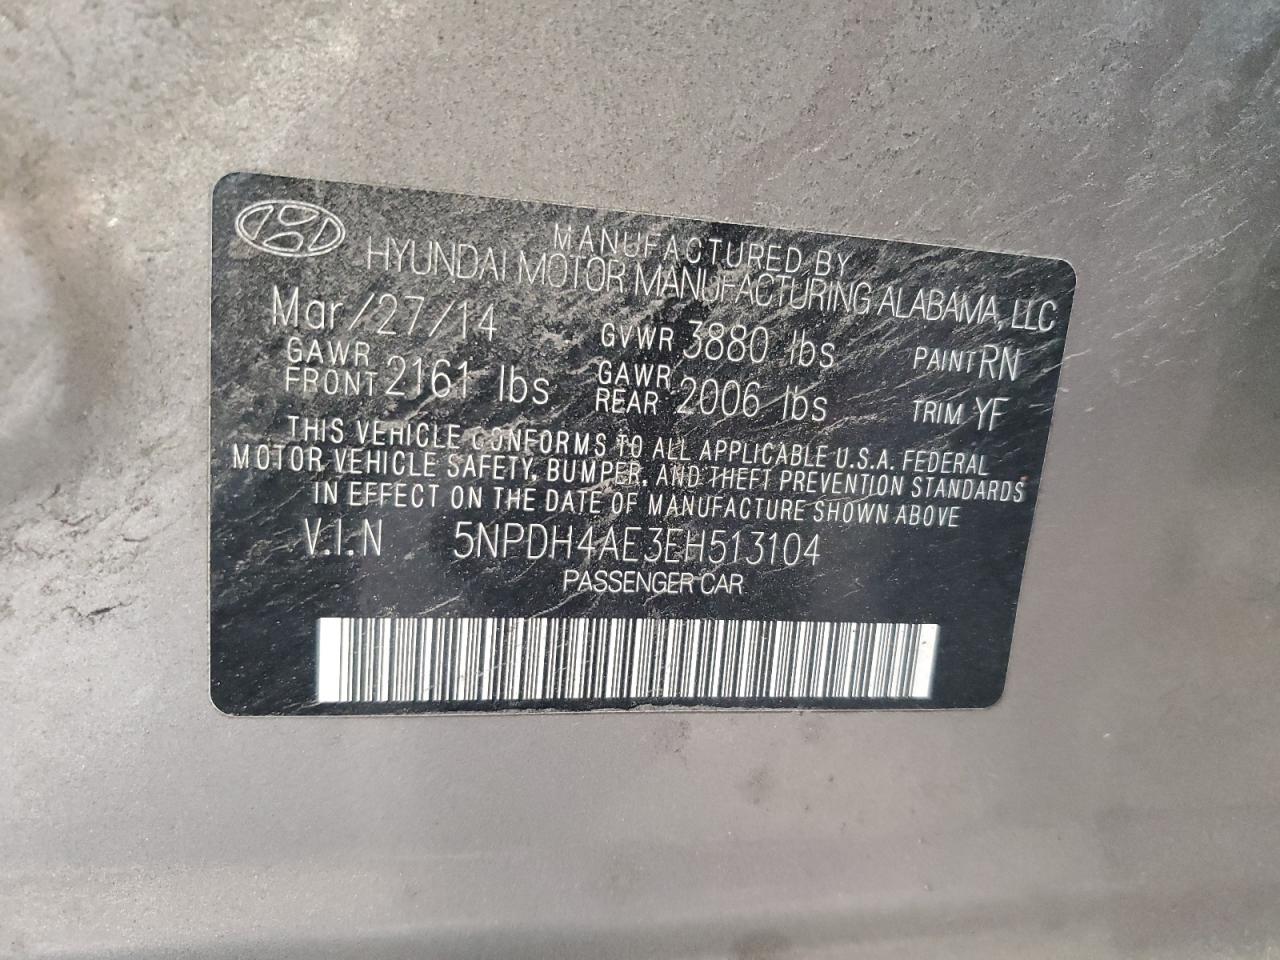 MANUFACTURED BY
HYUNDAI MOTOR MANUFACTURING ALABAMA, LLC
Mar/27/14 GVWR 3880 lbs PAINT RN
GAWR FRONT 2161 lbs GAWR REAR 2006 lbs TRIM YF
THIS VEHICLE CONFORMS TO ALL APPLICABLE U.S.A. FEDERAL
MOTOR VEHICLE SAFETY, BUMPER, AND THEFT PREVENTION STANDARDS
IN EFFECT ON THE DATE OF MANUFACTURE SHOWN ABOVE
V.I.N 5NPDH4AE3EH513104
PASSENGER CAR